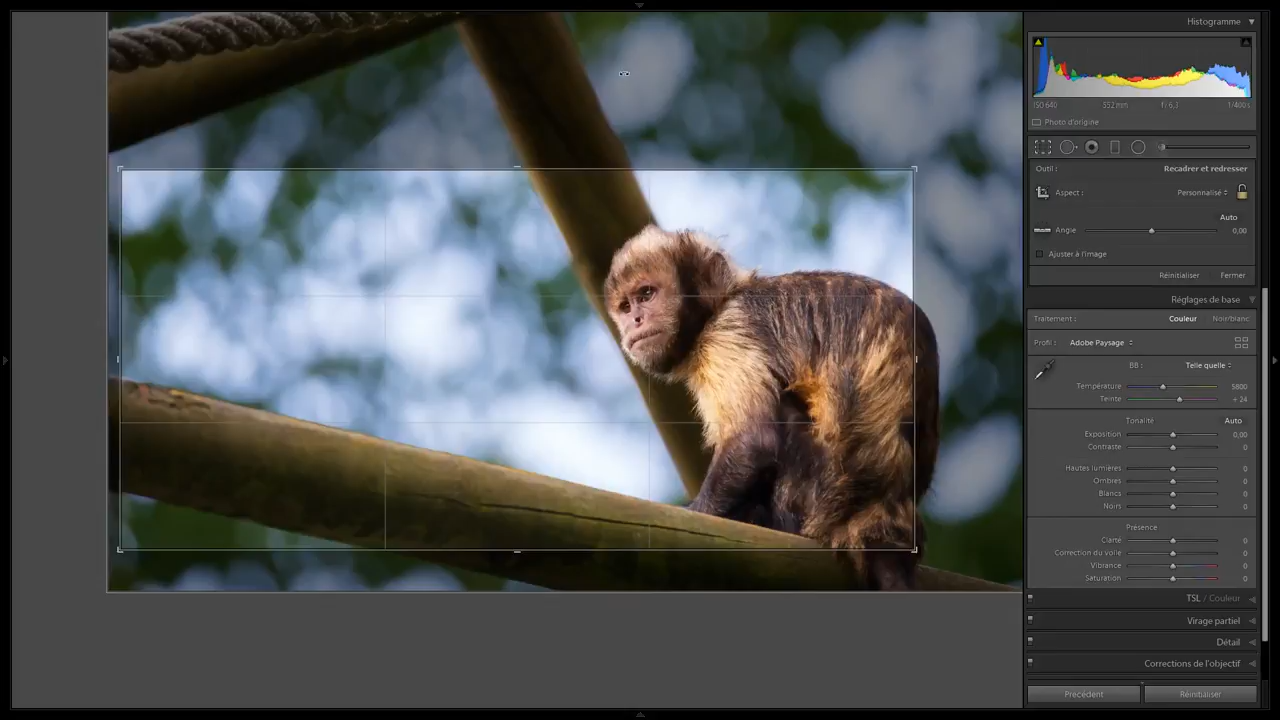 Histogramme
ISO 640 552 mm f / 6,3 1/400 s
Photo d'origine
Outil : Recadrer et redresser
Aspect : Personnalisé
Auto
Angle 0,00
Ajuster à l'image
Réinitialiser Fermer
Réglages de base
Traitement : Couleur Noir/blanc
Profil : Adobe Paysage
BB : Telle quelle
Température 5800
Teinte + 24
Tonalité Auto
Exposition 0,00
Contraste 0
Hautes lumières 0
Ombres 0
Blancs 0
Noirs 0
Présence
Clarté 0
Correction du voile 0
Vibrance 0
Saturation 0
TSL / Couleur
Virage partiel
Détail
Corrections de l'objectif
Précédent Réinitialiser